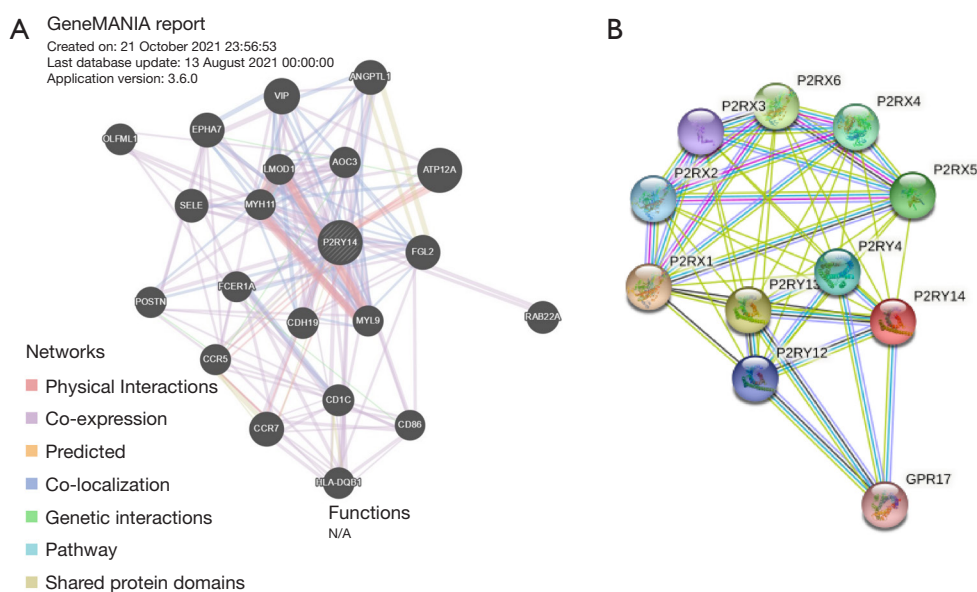 A
GeneMANIA report
Created on: 21 October 2021 23:56:53
Last database update: 13 August 2021 00:00:00
Application version: 3.6.0
ANGPTL1
VIP
EPHA7
OLFML1
LMOD1
AOC3
ATP12A
SELE
MYH11
P2RY14
FGL2
FCER1A
POSTN
CDH19
MYL9
RAB22A
CCR5
CD1C
CCR7
CD86
HLA-DQB1
Networks
Physical Interactions
Co-expression
Predicted
Co-localization
Genetic interactions
Pathway
Shared protein domains
Functions
N/A
B
P2RX6
P2RX3
P2RX4
P2RX2
P2RX5
P2RY4
P2RX1
P2RY13
P2RY14
P2RY12
GPR17